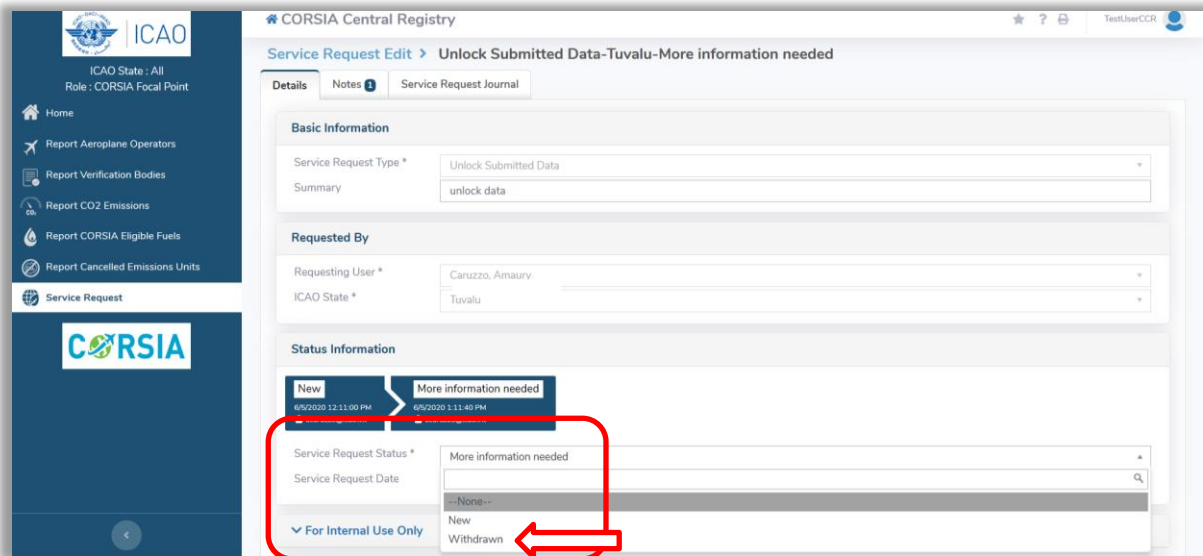 ICAO
ICAO State : All
Role : CORSIA Focal Point
Home
Report Aeroplane Operators
Report Verification Bodies
Report CO2 Emissions
Report CORSIA Eligible Fuels
Report Cancelled Emissions Units
Service Request
CORSIA
CORSIA Central Registry
? TestUserCCR
Service Request Edit > Unlock Submitted Data-Tuvalu-More information needed
Details Notes 1 Service Request Journal
Basic Information
Service Request Type * Unlock Submitted Data
Summary unlock data
Requested By
Requesting User * Caruzzo, Amaury
ICAO State * Tuvalu
Status Information
New More information needed
6/5/2020 12:11:00 PM 6/5/2020 1:11:40 PM
Service Request Status * More information needed
Service Request Date
--None--
New
Withdrawn
For Internal Use Only